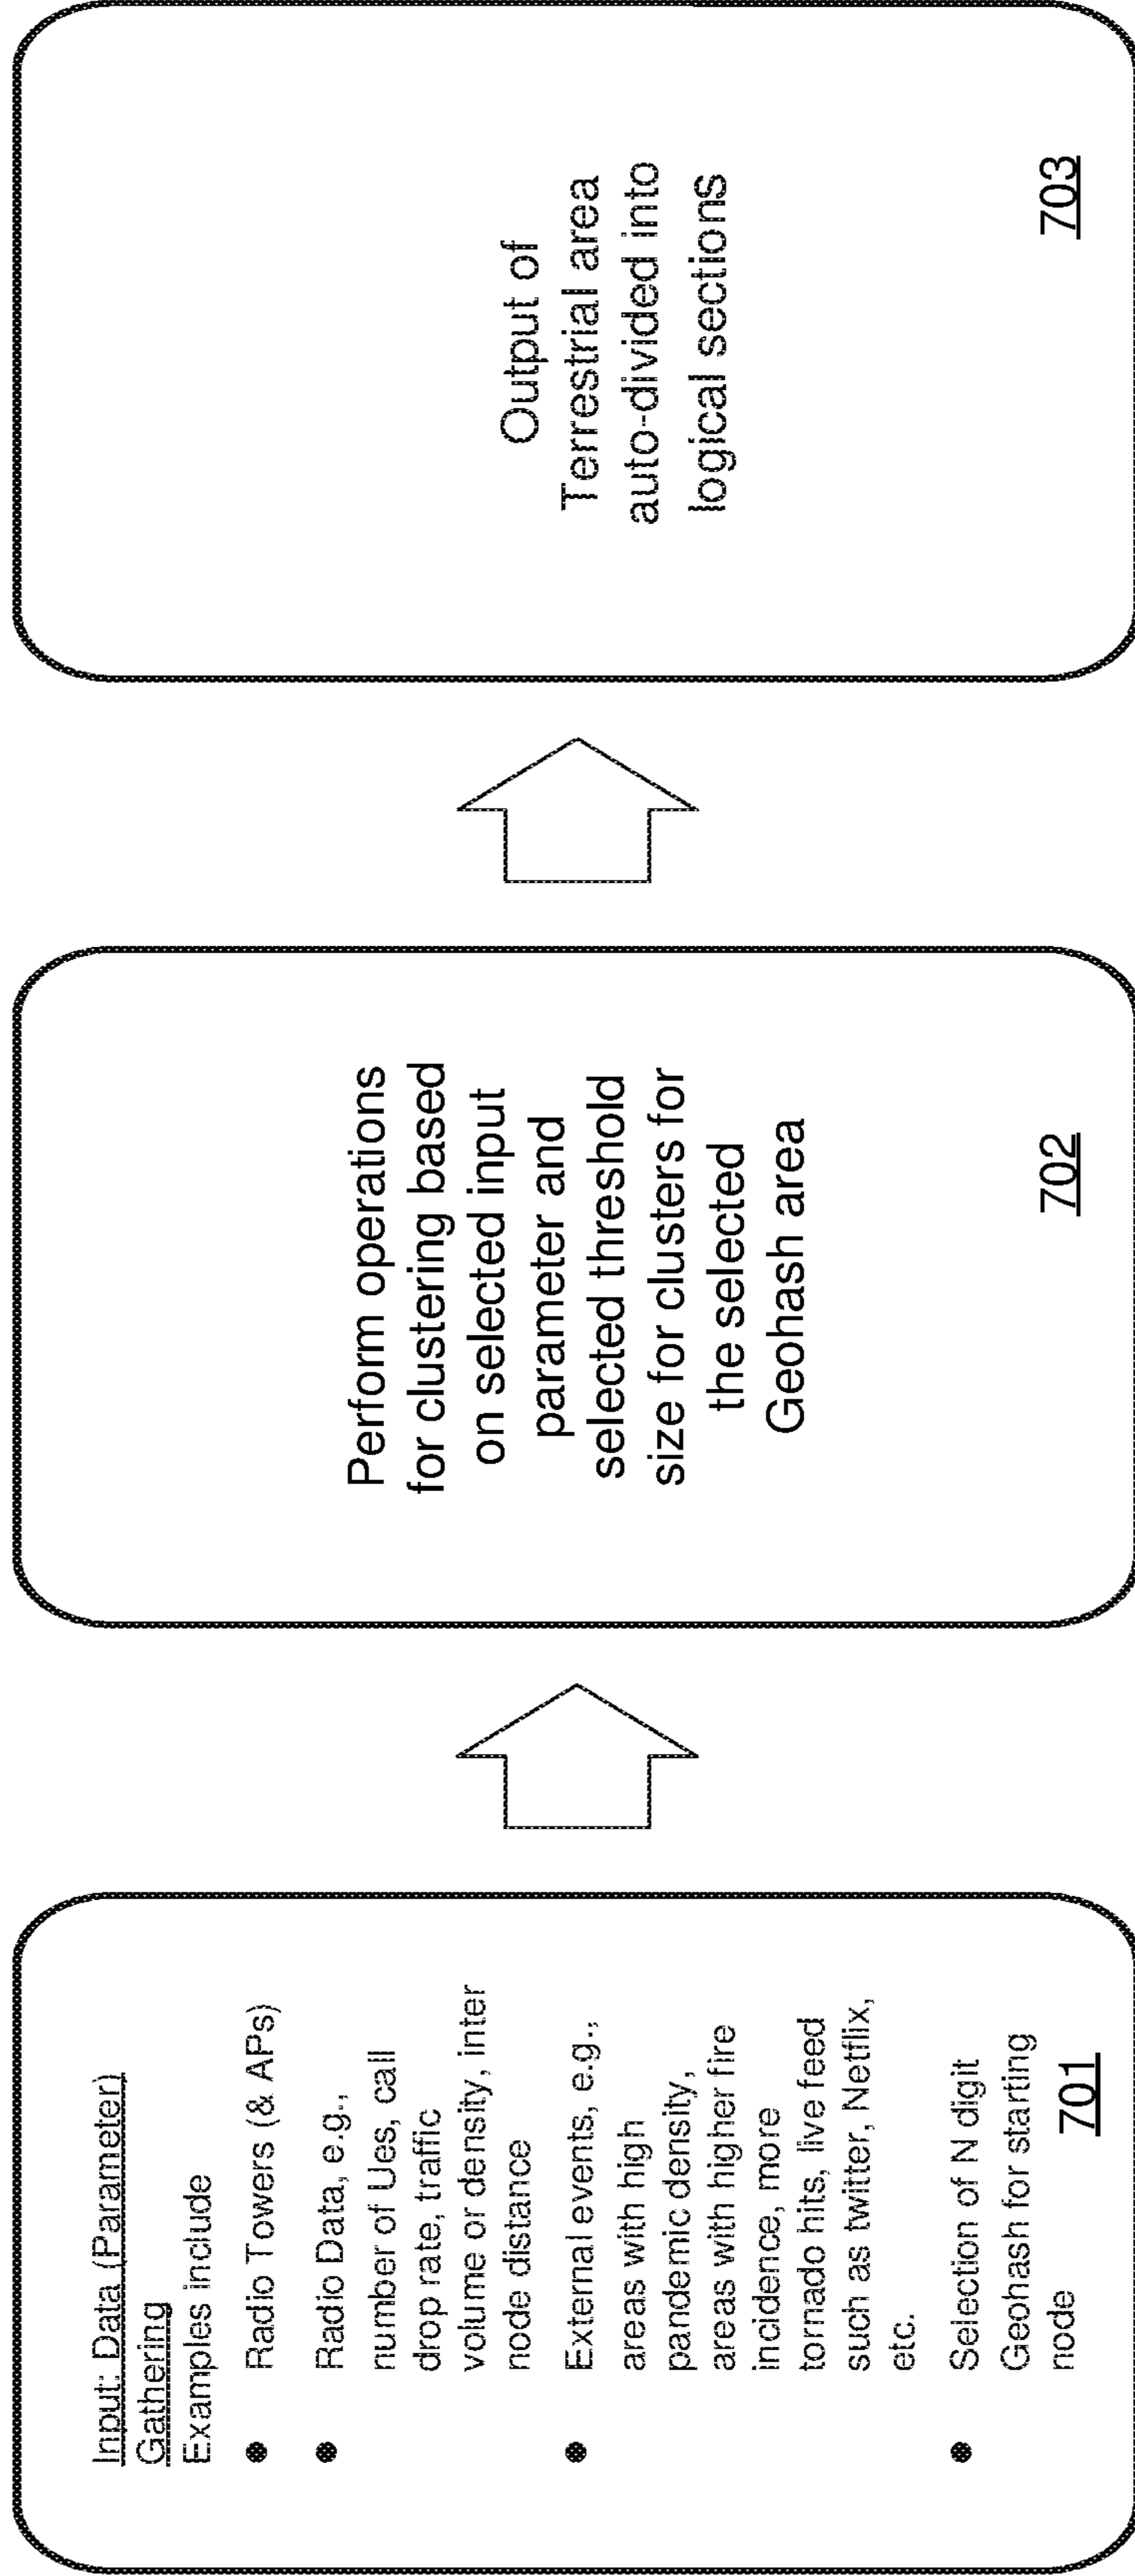 Input: Data (Parameter)
Gathering
Examples include
● Radio Towers (& APs)
● Radio Data, e.g.,
number of Ues, call
drop rate, traffic
volume or density, inter
node distance
● External events, e.g.,
areas with high
pandemic density,
areas with higher fire
incidence, more
tornado hits, live feed
such as twitter, Netflix,
etc.
● Selection of N digit
Geohash for starting
node
701
Perform operations
for clustering based
on selected input
parameter and
selected threshold
size for clusters for
the selected
Geohash area
702
Output of
Terrestrial area
auto-divided into
logical sections
703